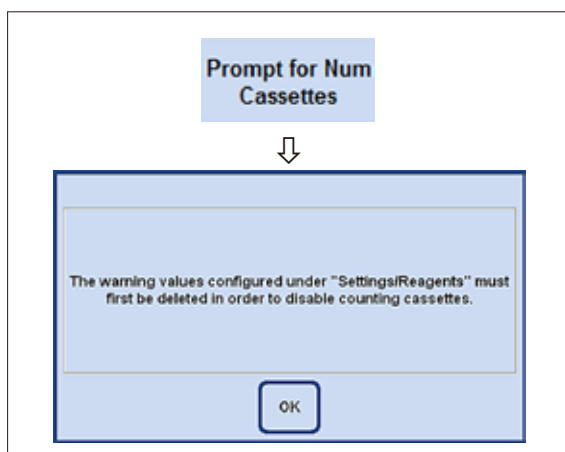 Prompt for Num
Cassettes
The warning values configured under "Settings/Reagents" must
first be deleted in order to disable counting cassettes.
OK